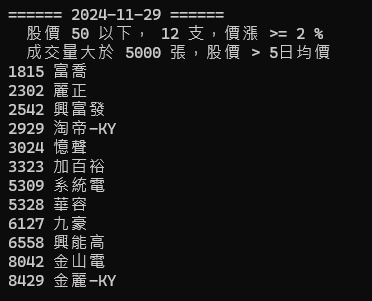 ====== 2024-11-29 ======
股價 50 以下， 12 支，價漲 >= 2 %
成交量大於 5000 張，股價 > 5日均價
1815 富喬
2302 麗正
2542 興富發
2929 淘帝-KY
3024 憶聲
3323 加百裕
5309 系統電
5328 華容
6127 九豪
6558 興能高
8042 金山電
8429 金麗-KY